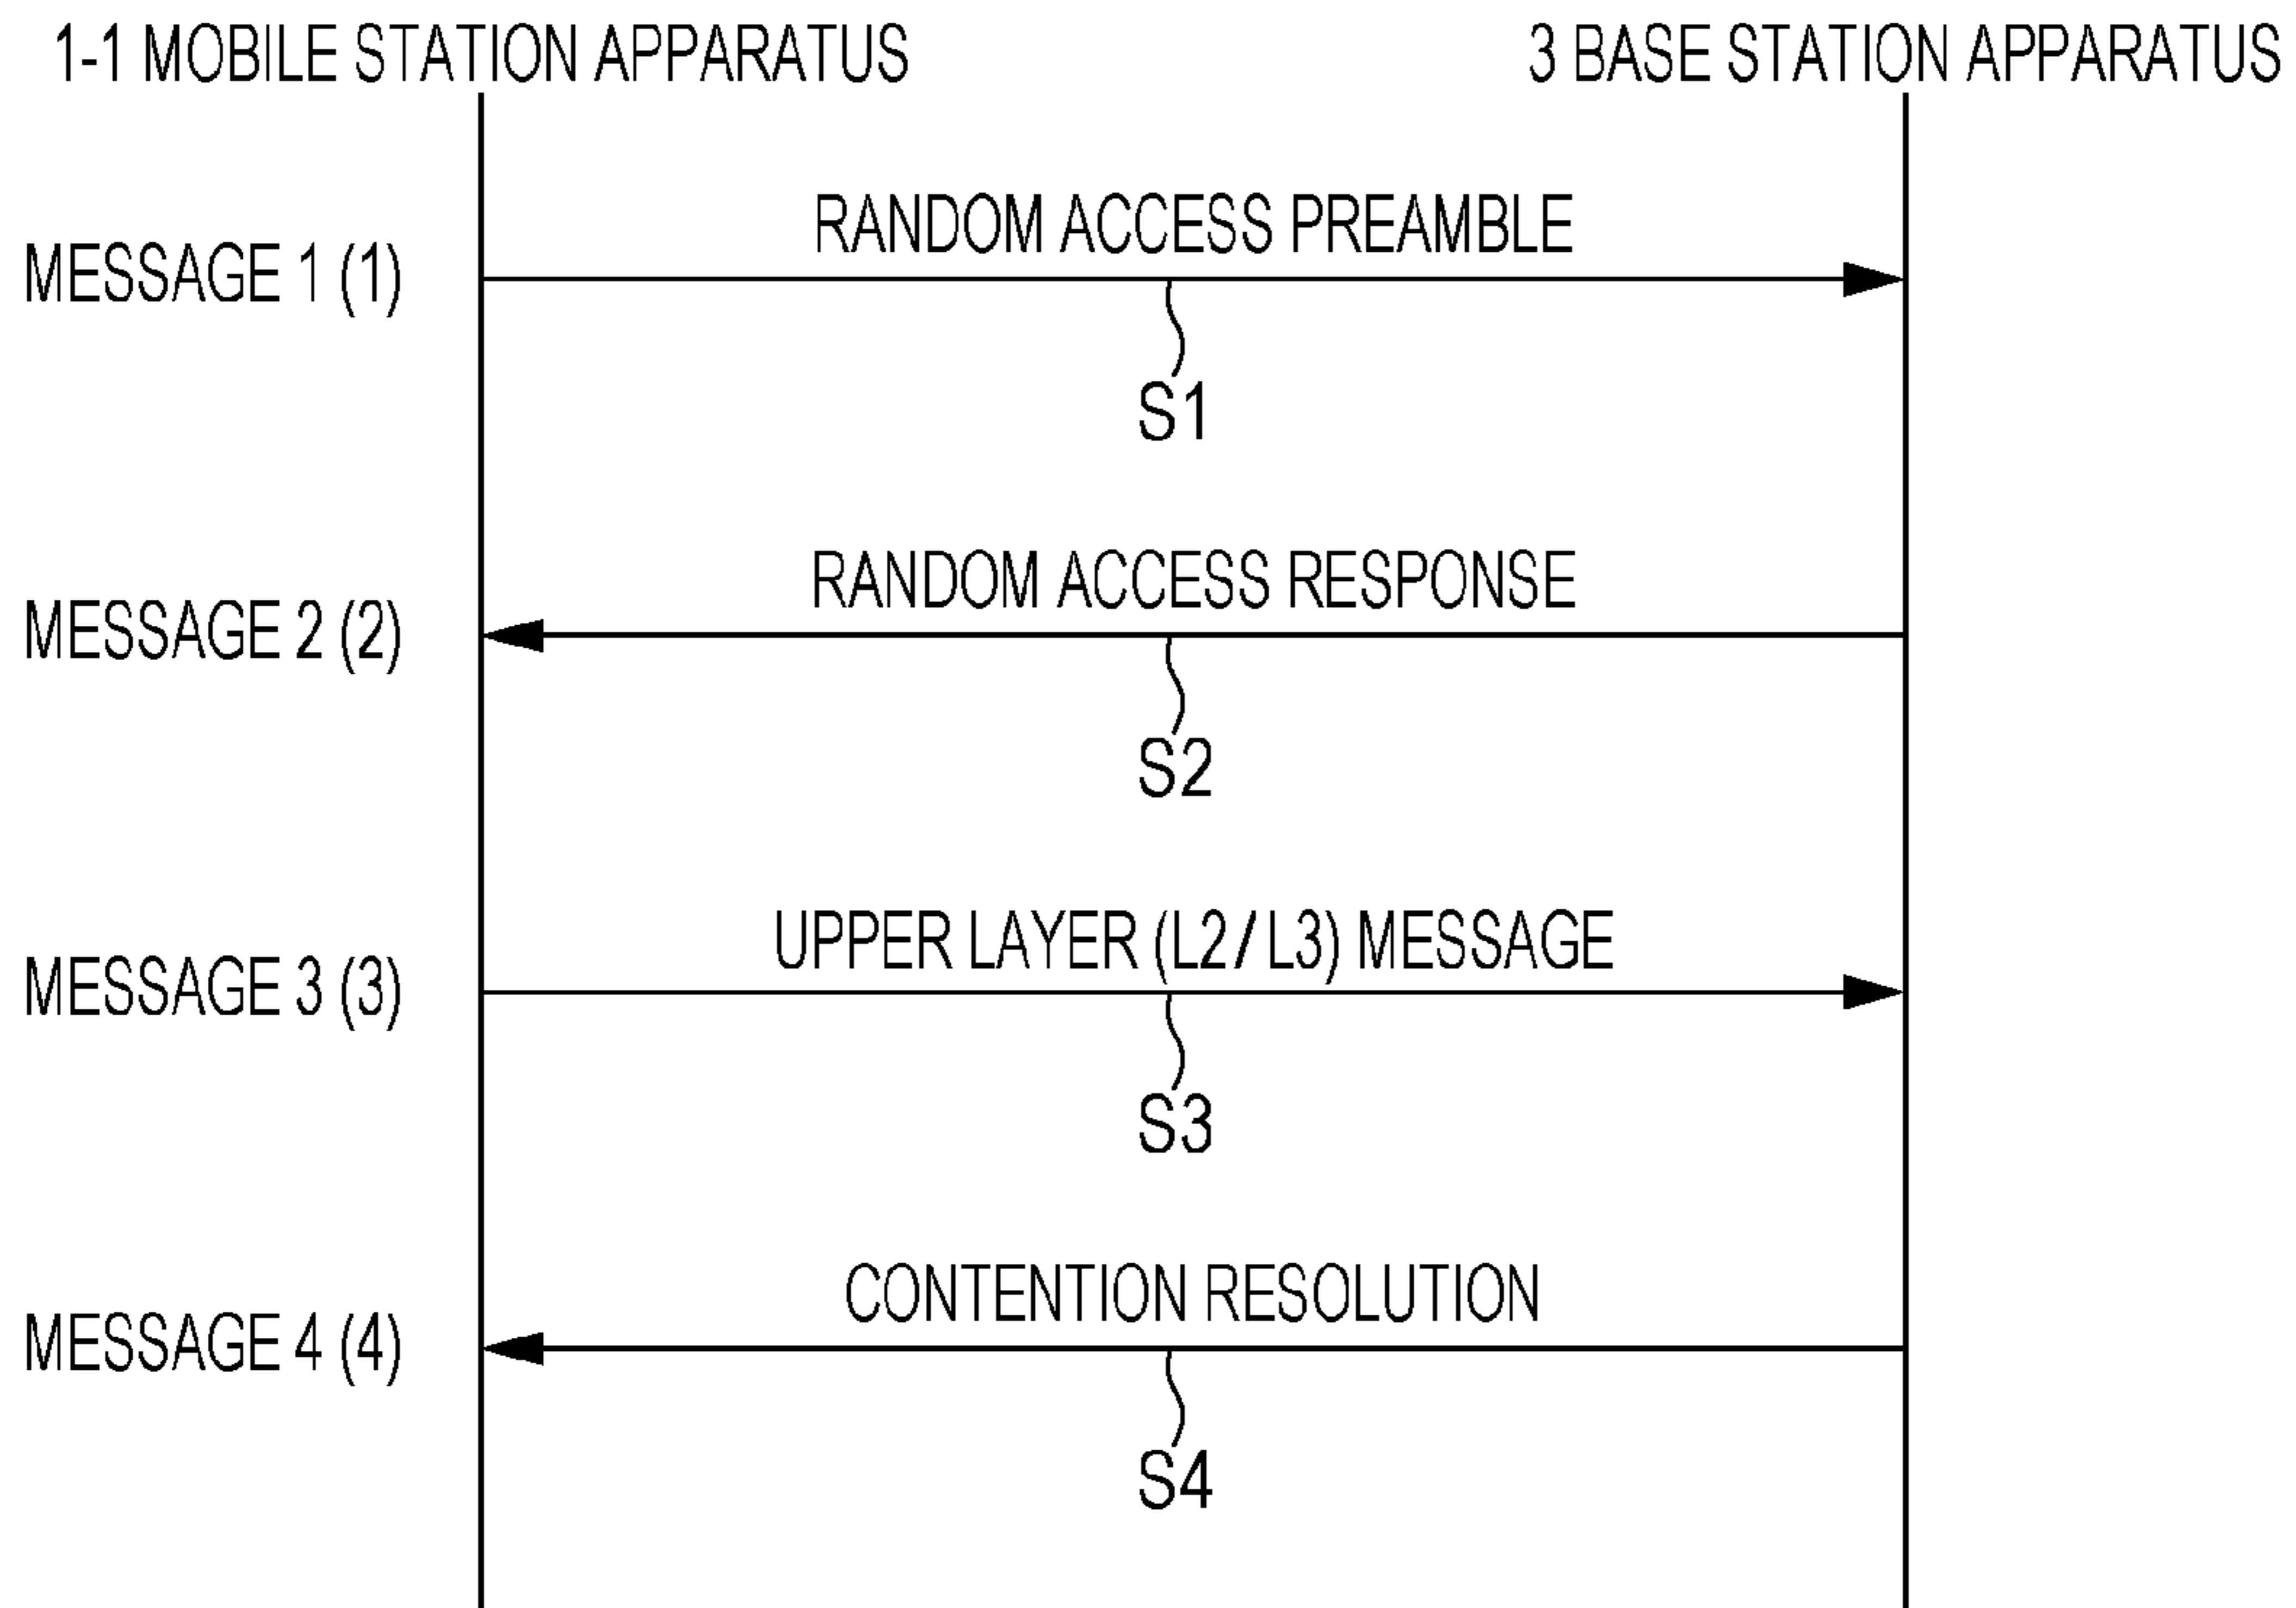 1-1 MOBILE STATION APPARATUS
3 BASE STATION APPARATUS
RANDOM ACCESS PREAMBLE
MESSAGE 1 (1)
S1
RANDOM ACCESS RESPONSE
MESSAGE 2 (2)
S2
UPPER LAYER (L2 / L3) MESSAGE
MESSAGE 3 (3)
S3
CONTENTION RESOLUTION
MESSAGE 4 (4)
S4